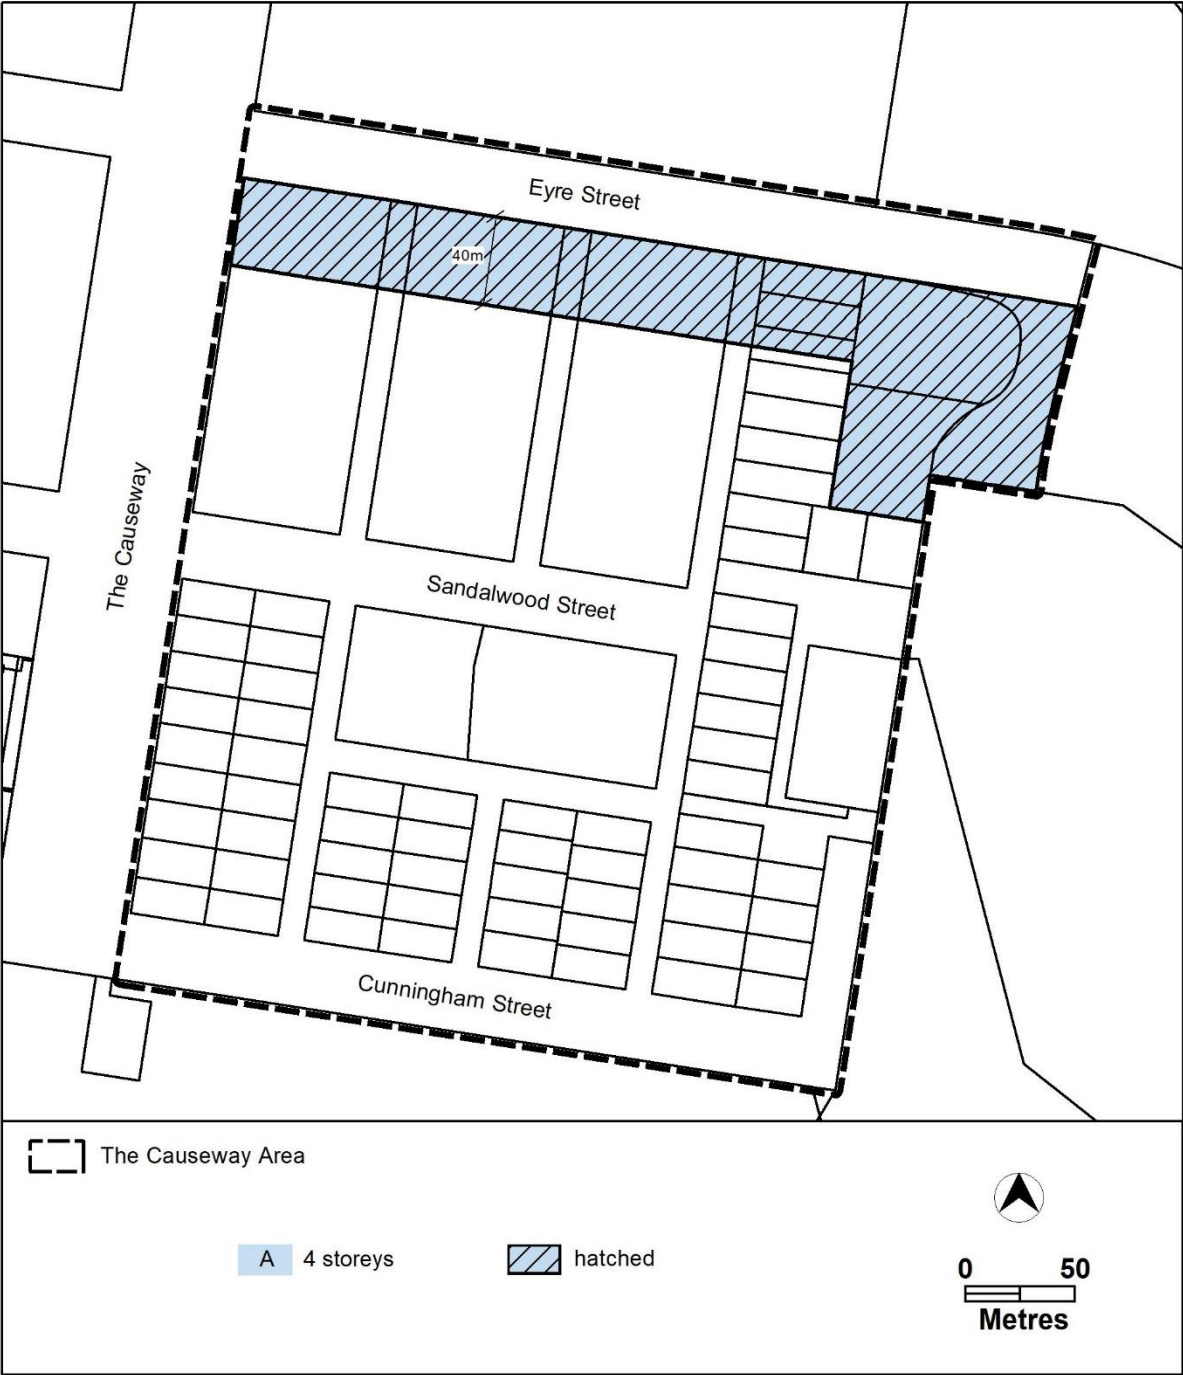 Eyre Street
40m
The Causeway
Sandalwood Street
Cunningham Street
The Causeway Area
A 4 storeys
hatched
0 50
Metres